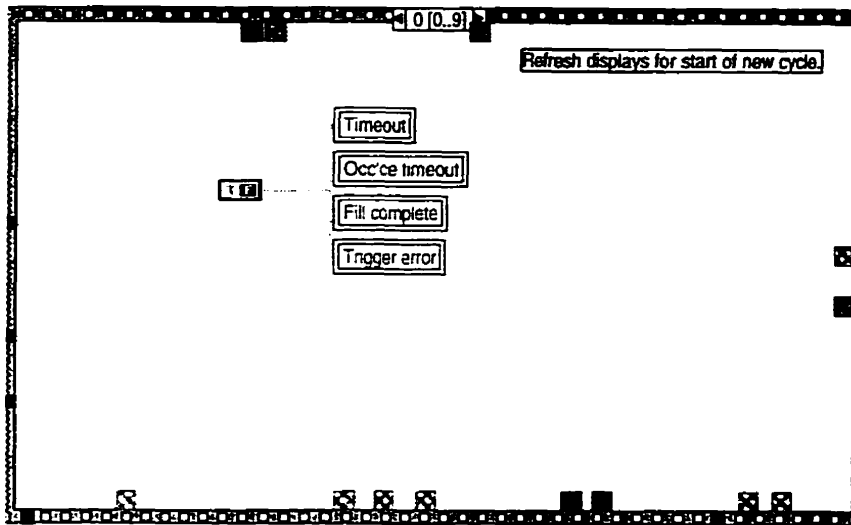 0 [0..9]
Refresh displays for start of new cycle.
Timeout
Occ'ce timeout
Fill complete
Trigger error